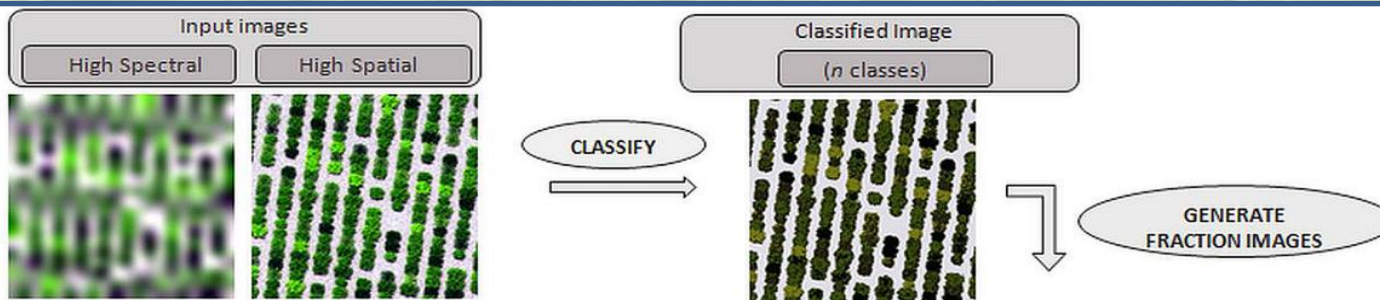 Input images
High Spectral
High Spatial
Classified Image
(n classes)
CLASSIFY
GENERATE
FRACTION IMAGES